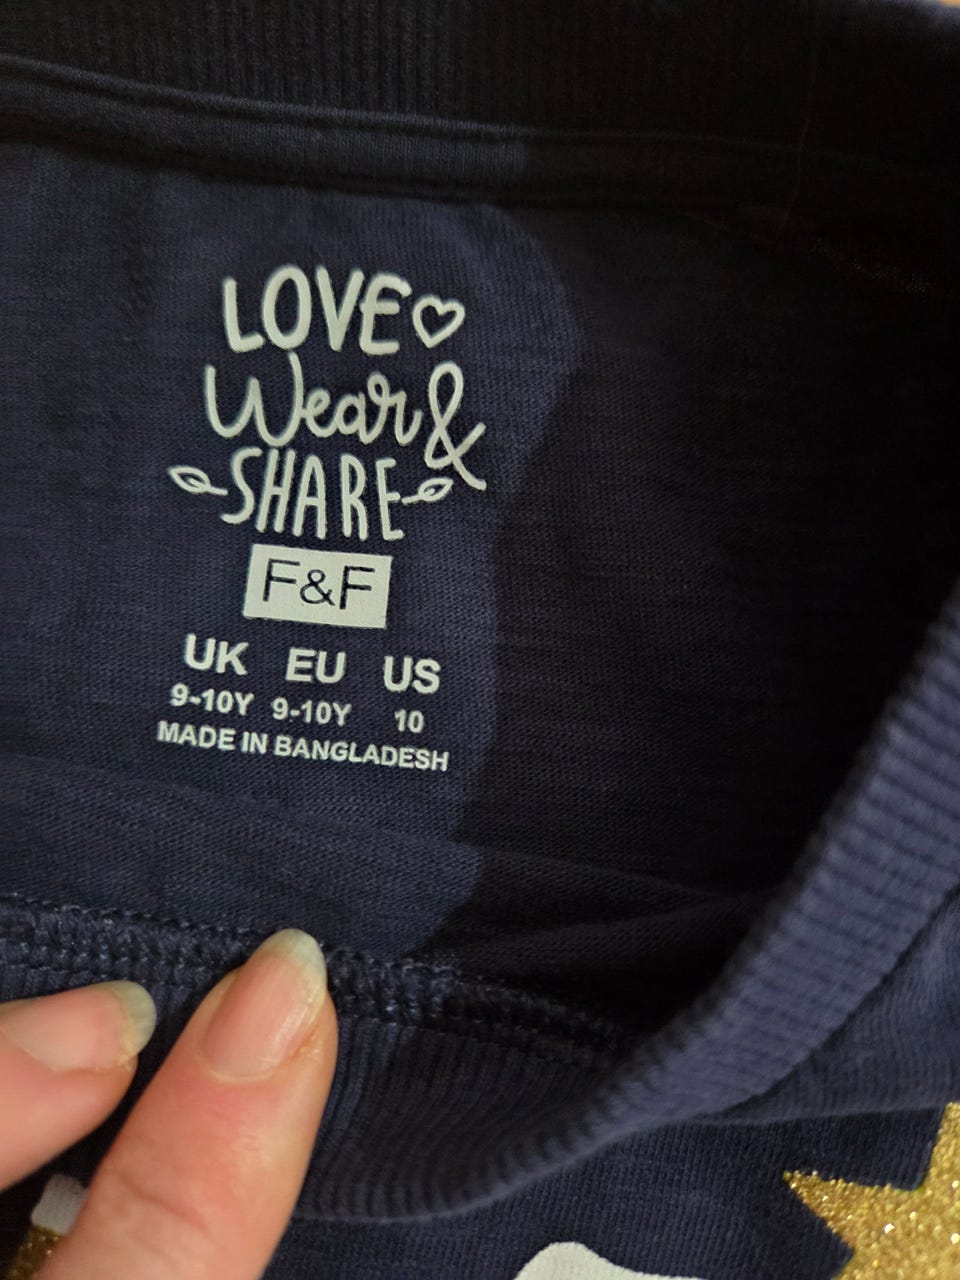 LOVE
Wear &
SHARE
F&F
UK EU US
9-10Y 9-10Y 10
MADE IN BANGLADESH